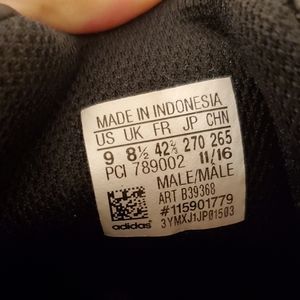 MADE IN INDONESIA
US UK FR JP CHN
9 8½ 42⅔ 270 265
PCI 789002 11/16
MALE/MÂLE
ART B39368
#115901779
adidas 3YMXJ1JP01503